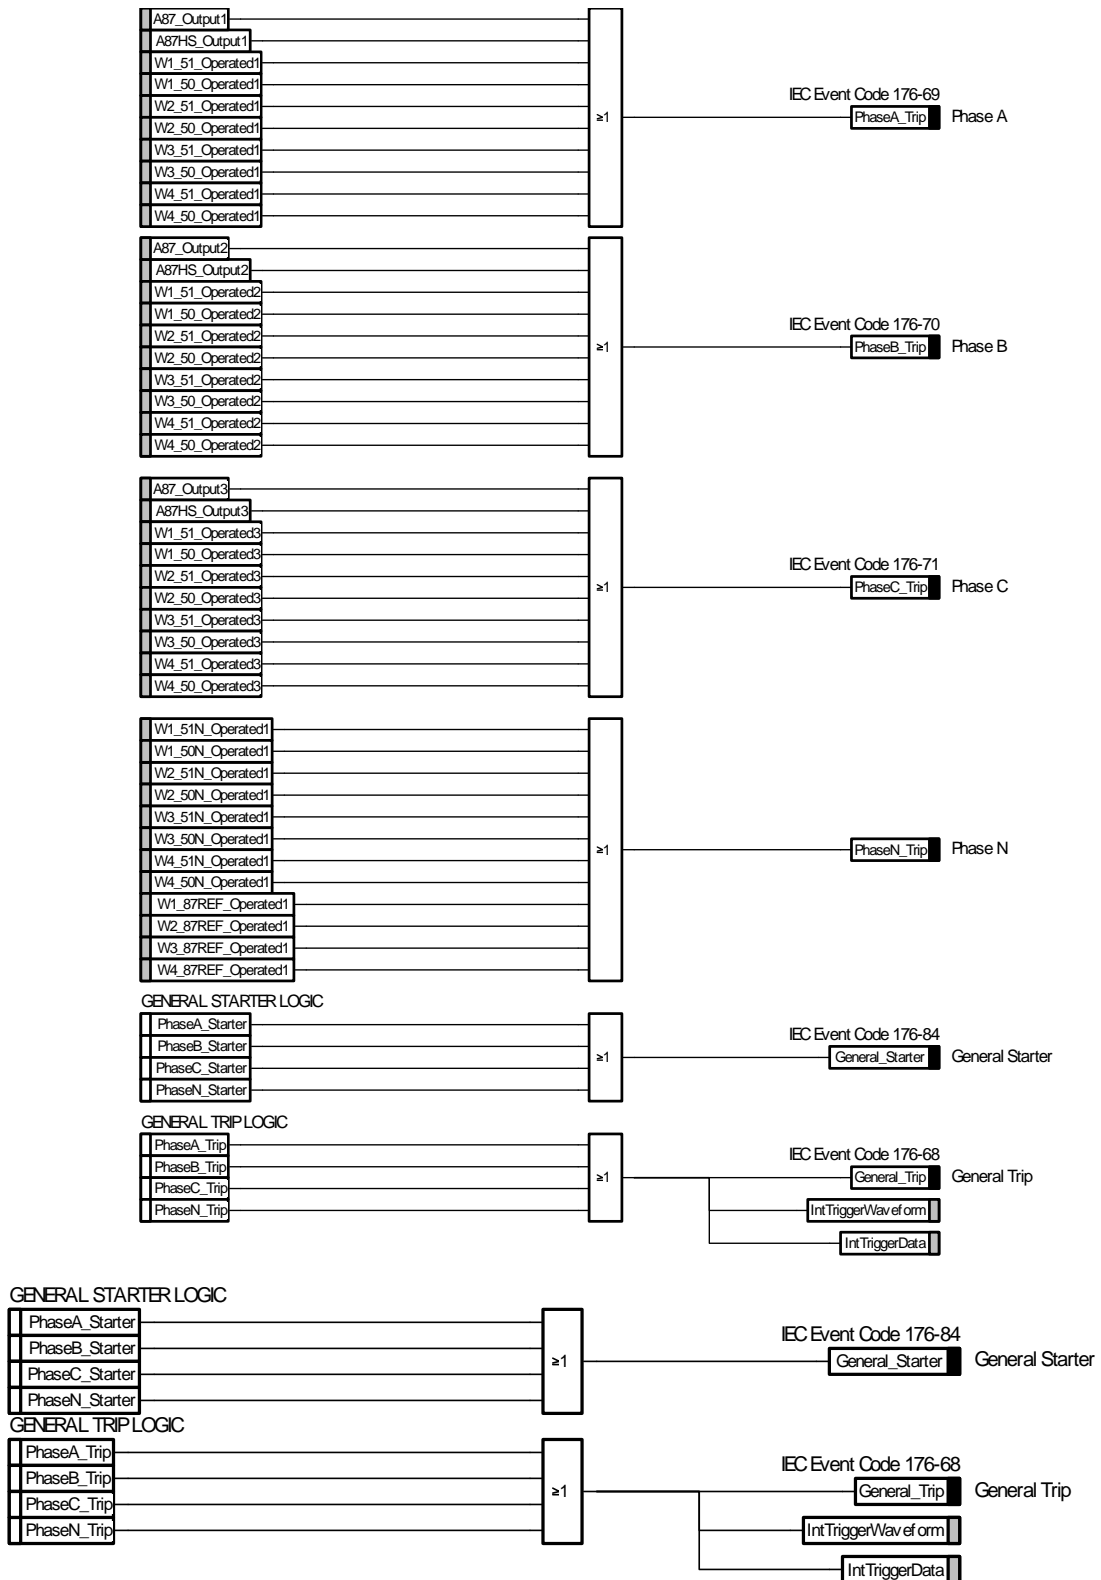 A87_Output1
A87HS_Output1
W1_51_Operated1
W1_50_Operated1
W2_51_Operated1
W2_50_Operated1
W3_51_Operated1
W3_50_Operated1
W4_51_Operated1
W4_50_Operated1
≥1
IEC Event Code 176-69
PhaseA_Trip Phase A
A87_Output2
A87HS_Output2
W1_51_Operated2
W1_50_Operated2
W2_51_Operated2
W2_50_Operated2
W3_51_Operated2
W3_50_Operated2
W4_51_Operated2
W4_50_Operated2
≥1
IEC Event Code 176-70
PhaseB_Trip Phase B
A87_Output3
A87HS_Output3
W1_51_Operated3
W1_50_Operated3
W2_51_Operated3
W2_50_Operated3
W3_51_Operated3
W3_50_Operated3
W4_51_Operated3
W4_50_Operated3
≥1
IEC Event Code 176-71
PhaseC_Trip Phase C
W1_51N_Operated1
W1_50N_Operated1
W2_51N_Operated1
W2_50N_Operated1
W3_51N_Operated1
W3_50N_Operated1
W4_51N_Operated1
W4_50N_Operated1
W1_87REF_Operated1
W2_87REF_Operated1
W3_87REF_Operated1
W4_87REF_Operated1
≥1
PhaseN_Trip Phase N
GENERAL STARTER LOGIC
PhaseA_Starter
PhaseB_Starter
PhaseC_Starter
PhaseN_Starter
≥1
IEC Event Code 176-84
General_Starter General Starter
GENERAL TRIP LOGIC
PhaseA_Trip
PhaseB_Trip
PhaseC_Trip
PhaseN_Trip
≥1
IEC Event Code 176-68
General_Trip General Trip
IntTriggerWaveform
IntTriggerData
GENERAL STARTER LOGIC
PhaseA_Starter
PhaseB_Starter
PhaseC_Starter
PhaseN_Starter
≥1
IEC Event Code 176-84
General_Starter General Starter
GENERAL TRIP LOGIC
PhaseA_Trip
PhaseB_Trip
PhaseC_Trip
PhaseN_Trip
≥1
IEC Event Code 176-68
General_Trip General Trip
IntTriggerWaveform
IntTriggerData